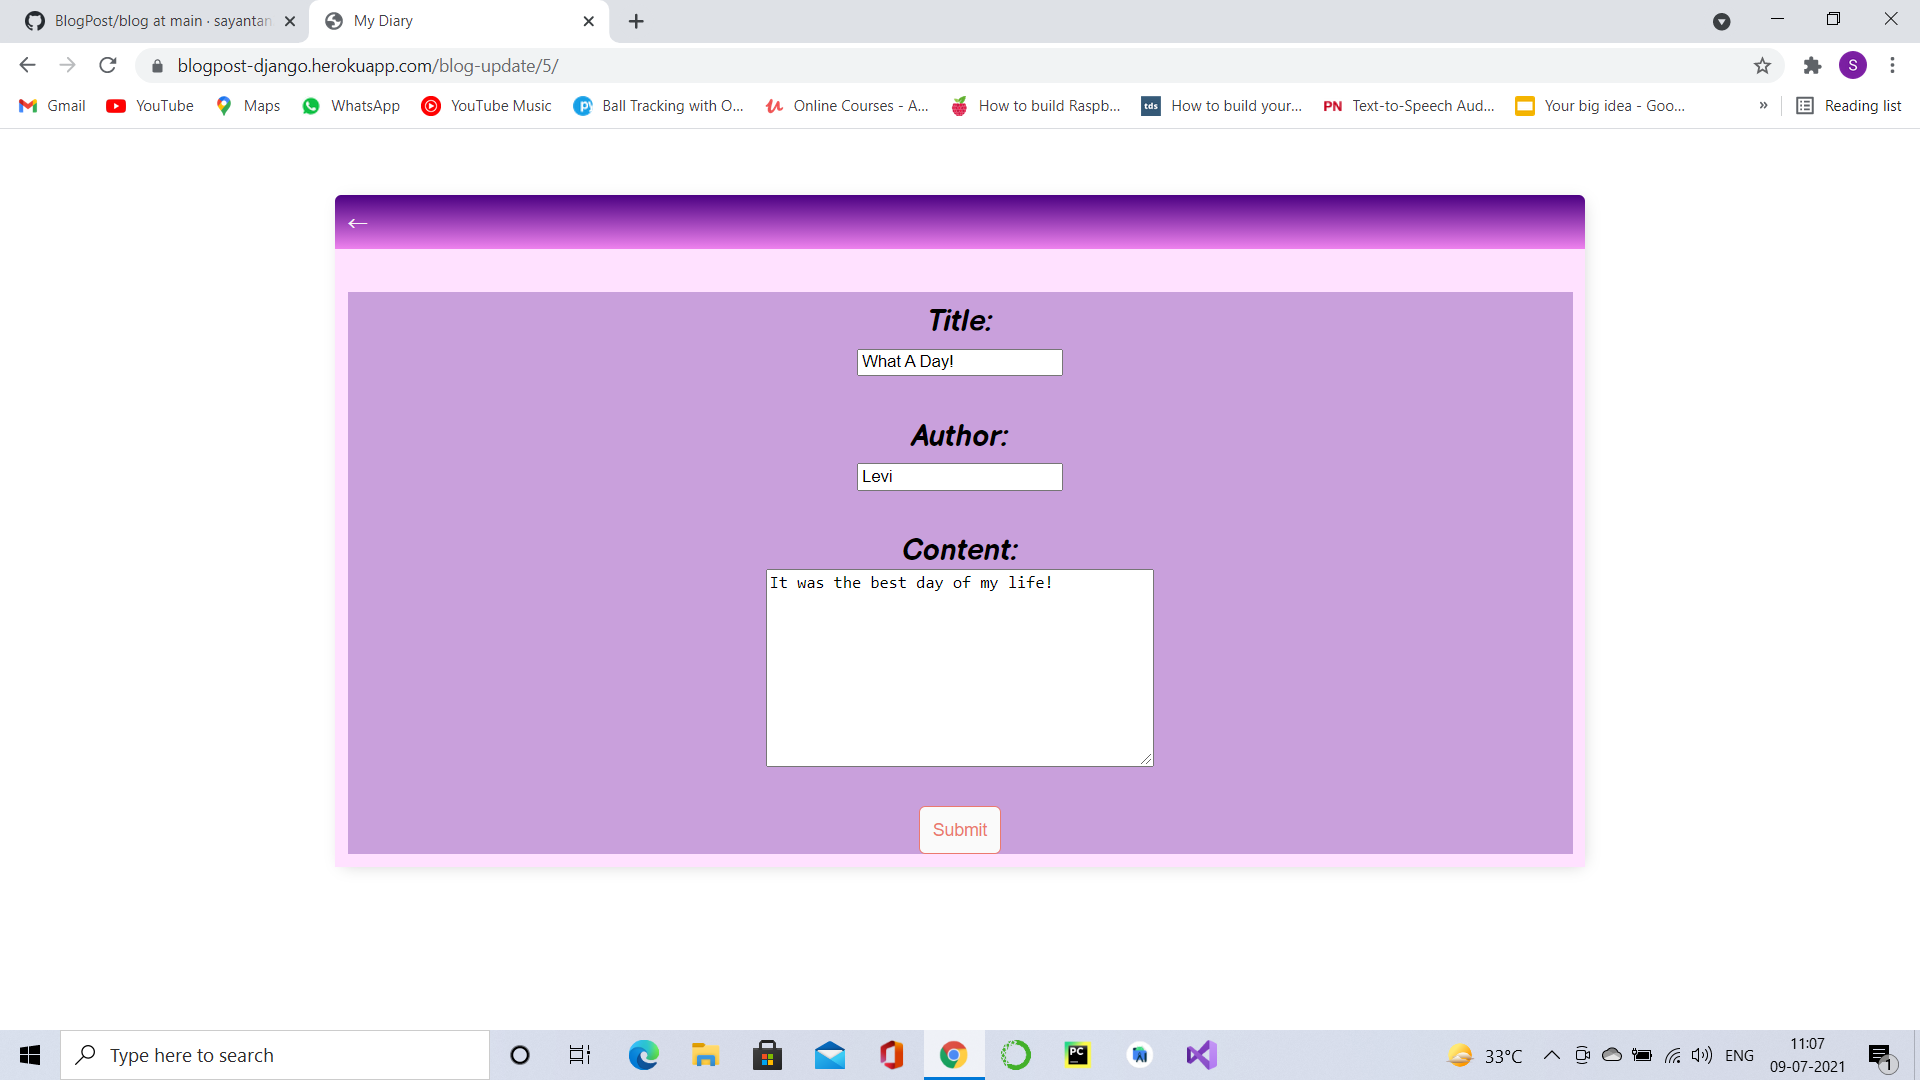 BlogPost/blog at main · sayantan
My Diary
blogpost-django.herokuapp.com/blog-update/5/
S
Gmail
YouTube
Maps
WhatsApp
YouTube Music
Ball Tracking with O...
Online Courses - A...
How to build Raspb...
tds
How to build your...
PN
Text-to-Speech Aud...
Your big idea - Goo...
»
Reading list
←
Title:
What A Day!
Author:
Levi
Content:
It was the best day of my life!
Submit
Type here to search
PC
33°C
ENG
11:07
09-07-2021
1